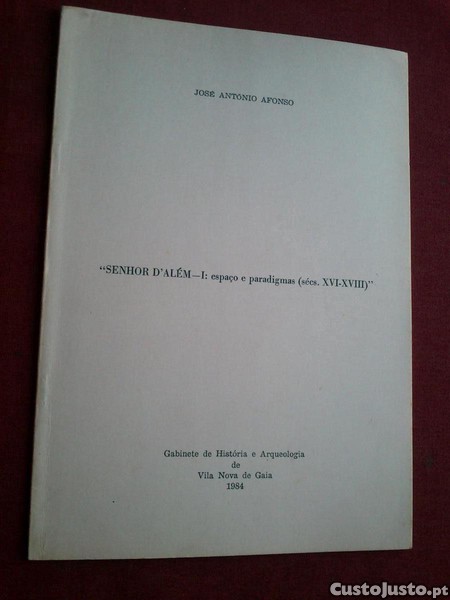 JOSÉ ANTÓNIO AFONSO
“SENHOR D'ALÉM—I: espaço e paradigmas (sécs. XVI-XVIII)”
Gabinete de História e Arqueologia
de
Vila Nova de Gaia
1984
CustoJusto.pt